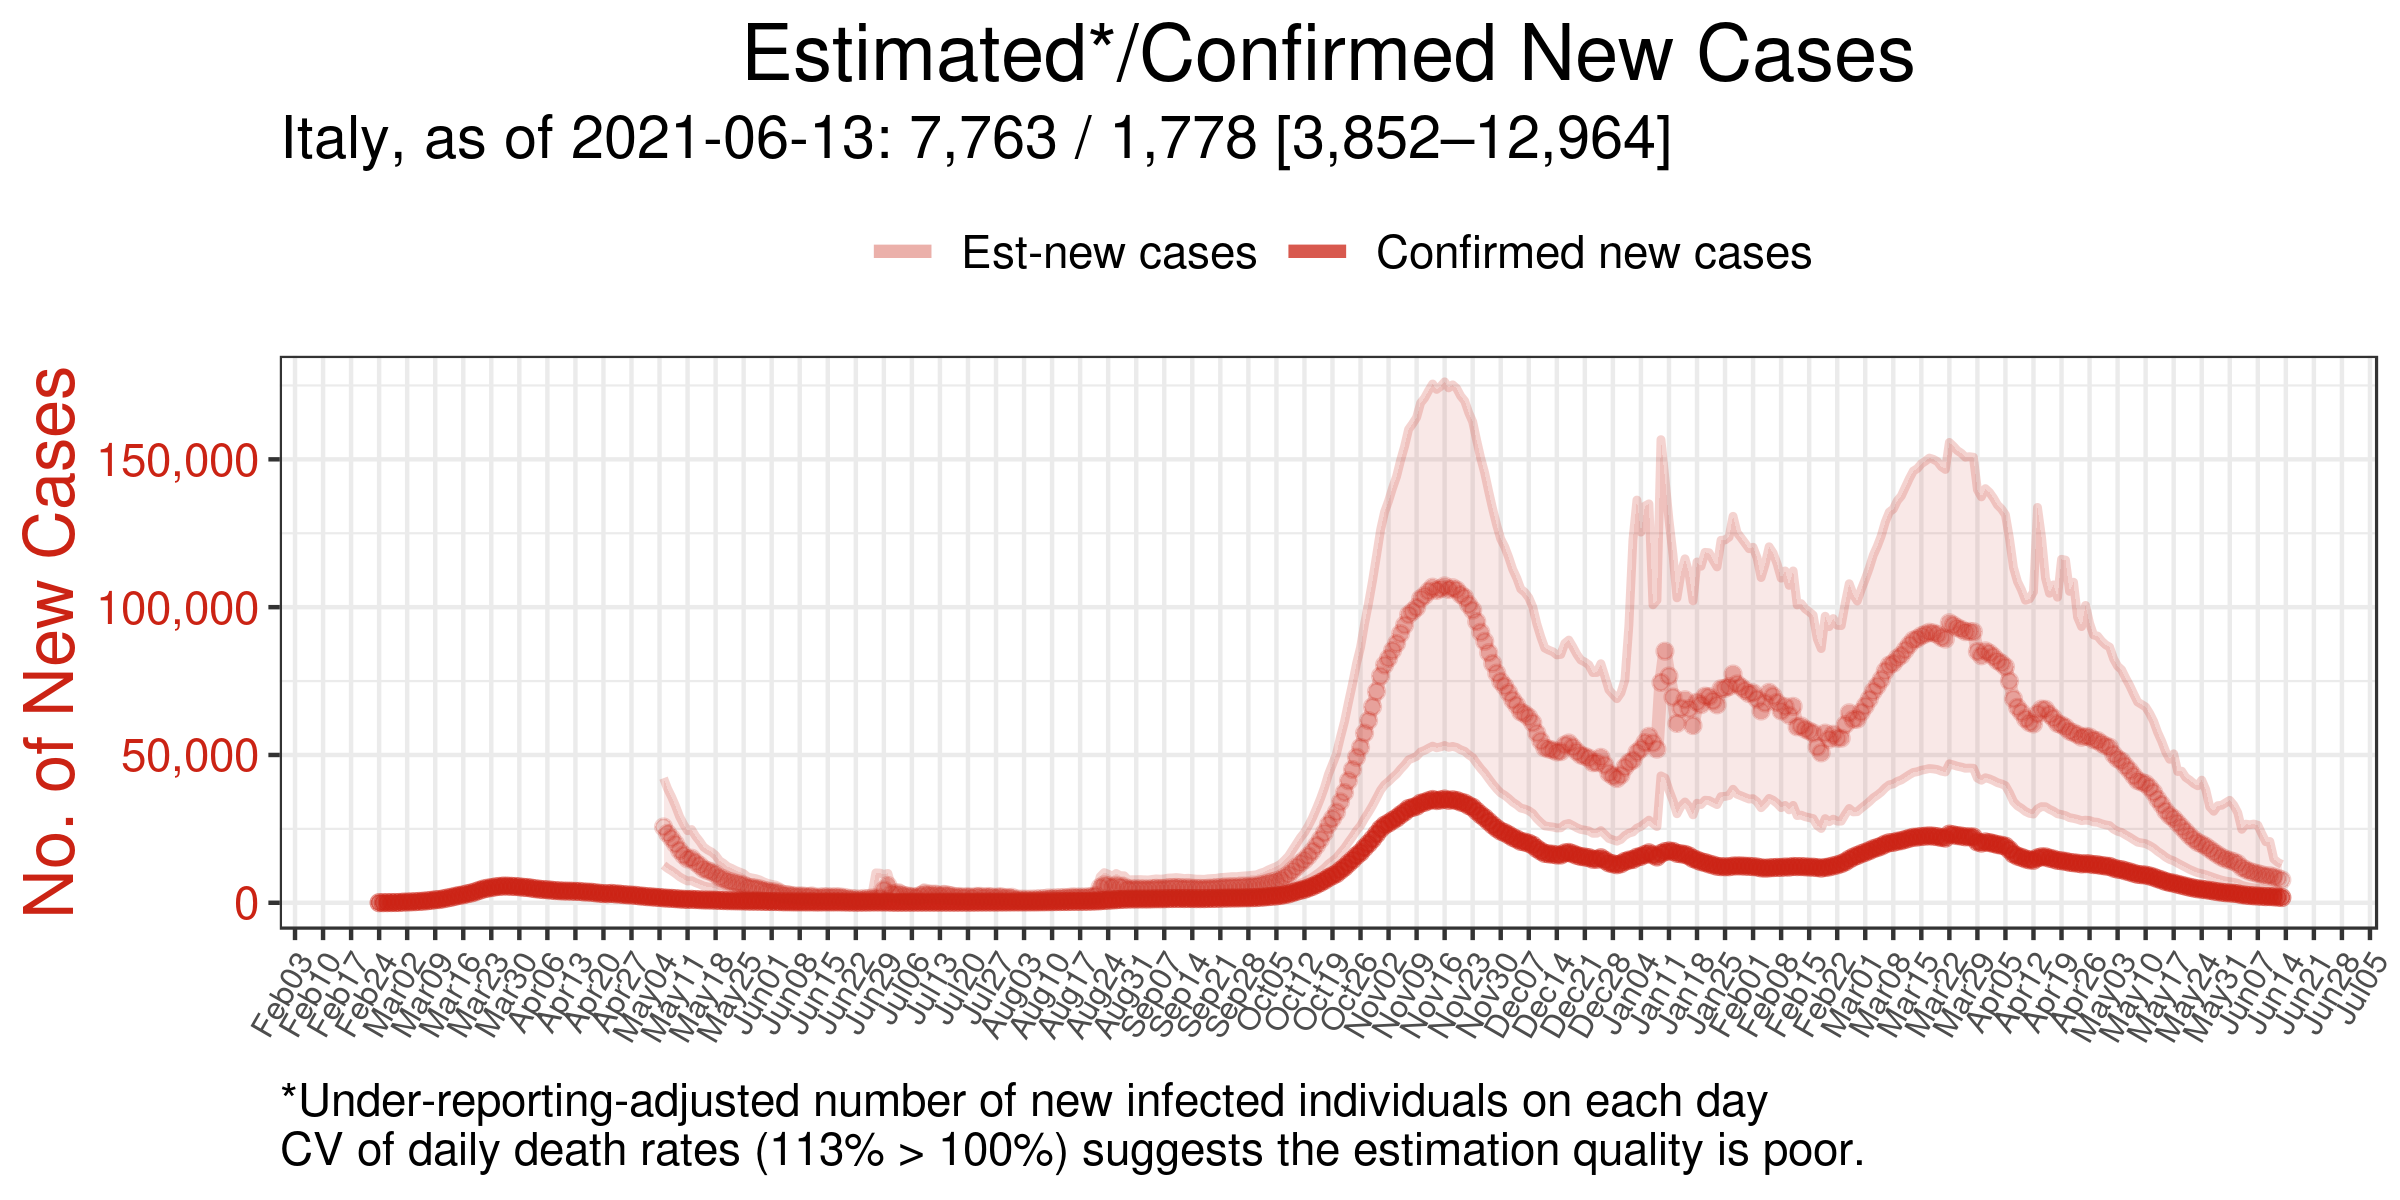 Estimated*/Confirmed New Cases
Italy, as of 2021-06-13: 7,763 / 1,778 [3,852–12,964]
Est-new cases
Confirmed new cases
No. of New Cases
150,000
100,000
50,000
0
Feb03
Feb10
Feb17
Feb24
Mar02
Mar09
Mar16
Mar23
Mar30
Apr06
Apr13
Apr20
Apr27
May04
May11
May18
May25
Jun01
Jun08
Jun15
Jun22
Jun29
Jul06
Jul13
Jul20
Jul27
Aug03
Aug10
Aug17
Aug24
Aug31
Sep07
Sep14
Sep21
Sep28
Oct05
Oct12
Oct19
Oct26
Nov02
Nov09
Nov16
Nov23
Nov30
Dec07
Dec14
Dec21
Dec28
Jan04
Jan11
Jan18
Jan25
Feb01
Feb08
Feb15
Feb22
Mar01
Mar08
Mar15
Mar22
Mar29
Apr05
Apr12
Apr19
Apr26
May03
May10
May17
May24
May31
Jun07
Jun14
Jun21
Jun28
Jul05
*Under-reporting-adjusted number of new infected individuals on each day
CV of daily death rates (113% > 100%) suggests the estimation quality is poor.